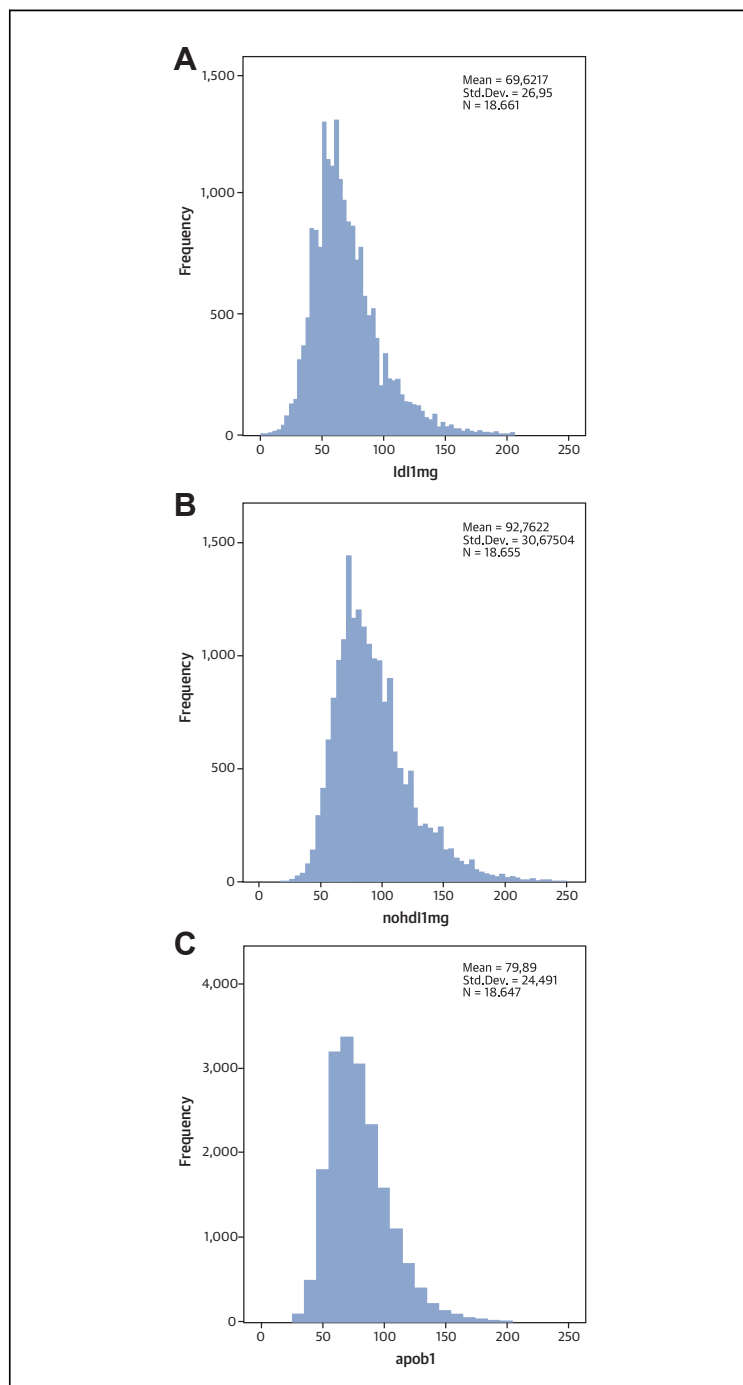 A
1,500
1,000
500
0
Frequency
Mean = 69,6217
Std.Dev. = 26,95
N = 18.661
0 50 100 150 200 250
ldl1mg
B
1,500
1,000
500
0
Frequency
Mean = 92,7622
Std.Dev. = 30,67504
N = 18.655
0 50 100 150 200 250
nohdl1mg
C
4,000
3,000
2,000
1,000
0
Frequency
Mean = 79,89
Std.Dev. = 24,491
N = 18.647
0 50 100 150 200 250
apob1